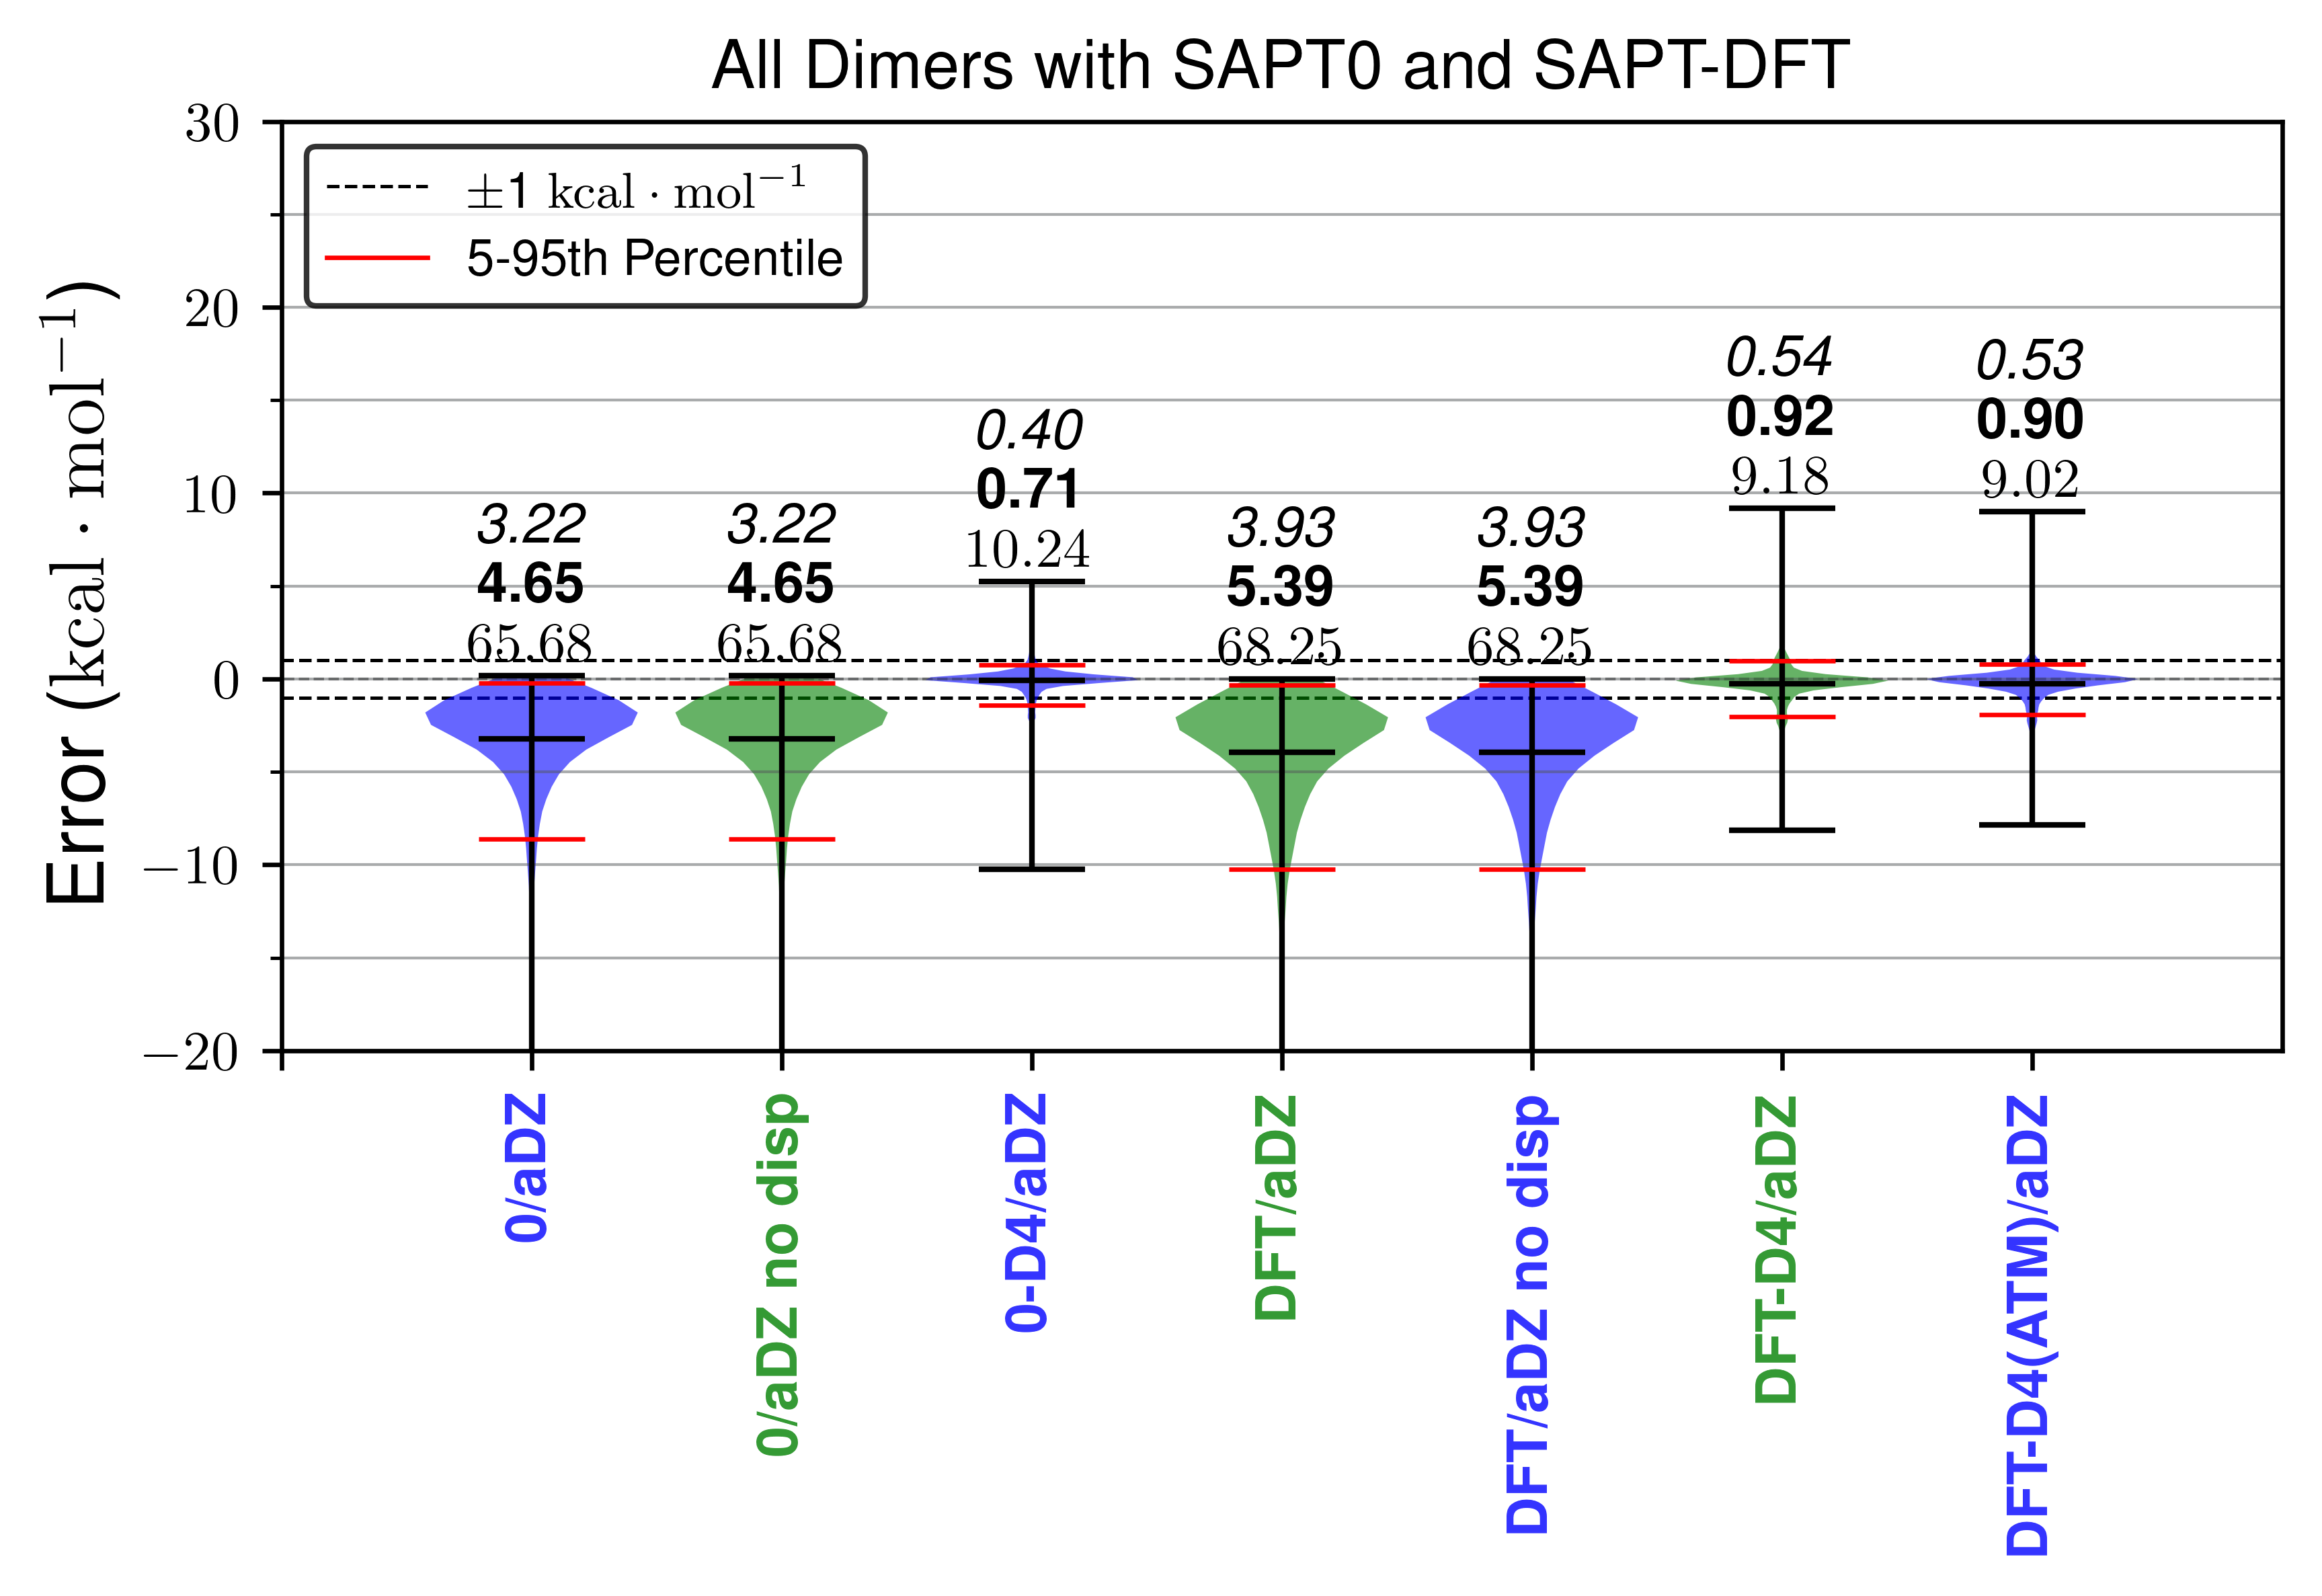 All Dimers with SAPT0 and SAPT-DFT
Error (kcal · mol⁻¹)
30
20
10
0
−10
−20
±1 kcal · mol⁻¹
5-95th Percentile
3.22
4.65
65.68
3.22
4.65
65.68
0.40
0.71
10.24
3.93
5.39
68.25
3.93
5.39
68.25
0.54
0.92
9.18
0.53
0.90
9.02
0/aDZ
0/aDZ no disp
0-D4/aDZ
DFT/aDZ
DFT/aDZ no disp
DFT-D4/aDZ
DFT-D4(ATM)/aDZ